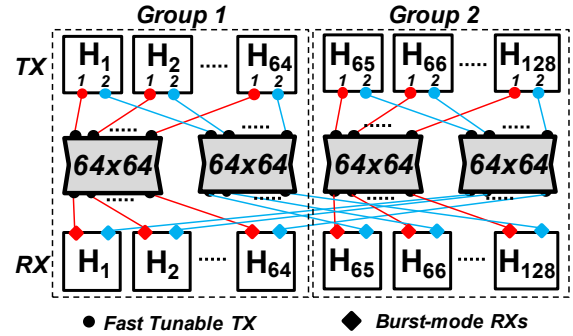 Group 1 Group 2
TX H1 H2 ..... H64 H65 H66 ..... H128
1 2 1 2 1 2 1 2 1 2 1 2
..... ..... ..... .....
64x64 64x64 64x64 64x64
..... ..... ..... .....
RX H1 H2 ..... H64 H65 H66 ..... H128
Fast Tunable TX Burst-mode RXs